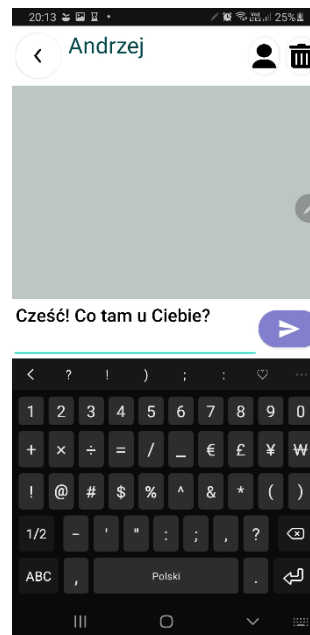 20:13 25%
Andrzej
Cześć! Co tam u Ciebie?
? ! ) ; : ♡ ...
1 2 3 4 5 6 7 8 9 0
+ × ÷ = / _ € £ ¥ ₩
! @ # $ % ^ & * ( )
1/2 - ' " : ; , ?
ABC , Polski .